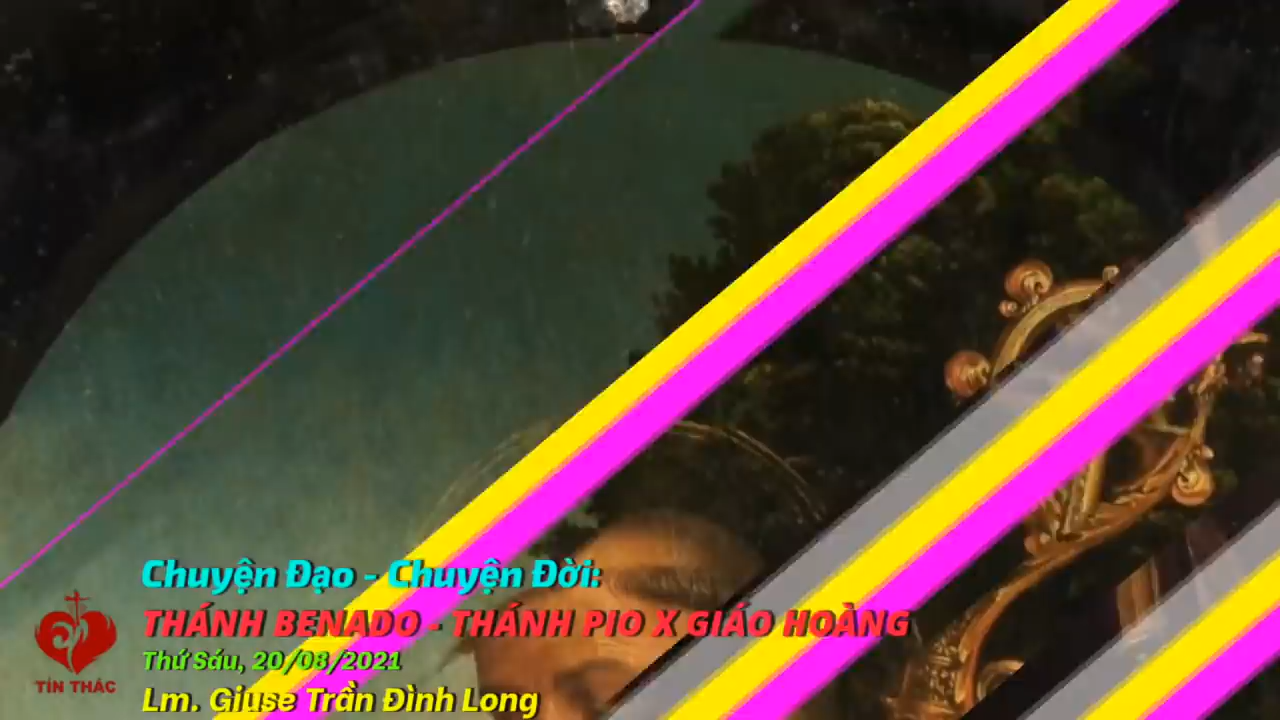 Chuyện Đạo - Chuyện Đời:
THÁNH BENADO - THÁNH PIO X GIÁO HOÀNG
Thứ Sáu, 20/08/2021
Lm. Giuse Trần Đình Long
TÍN THÁC